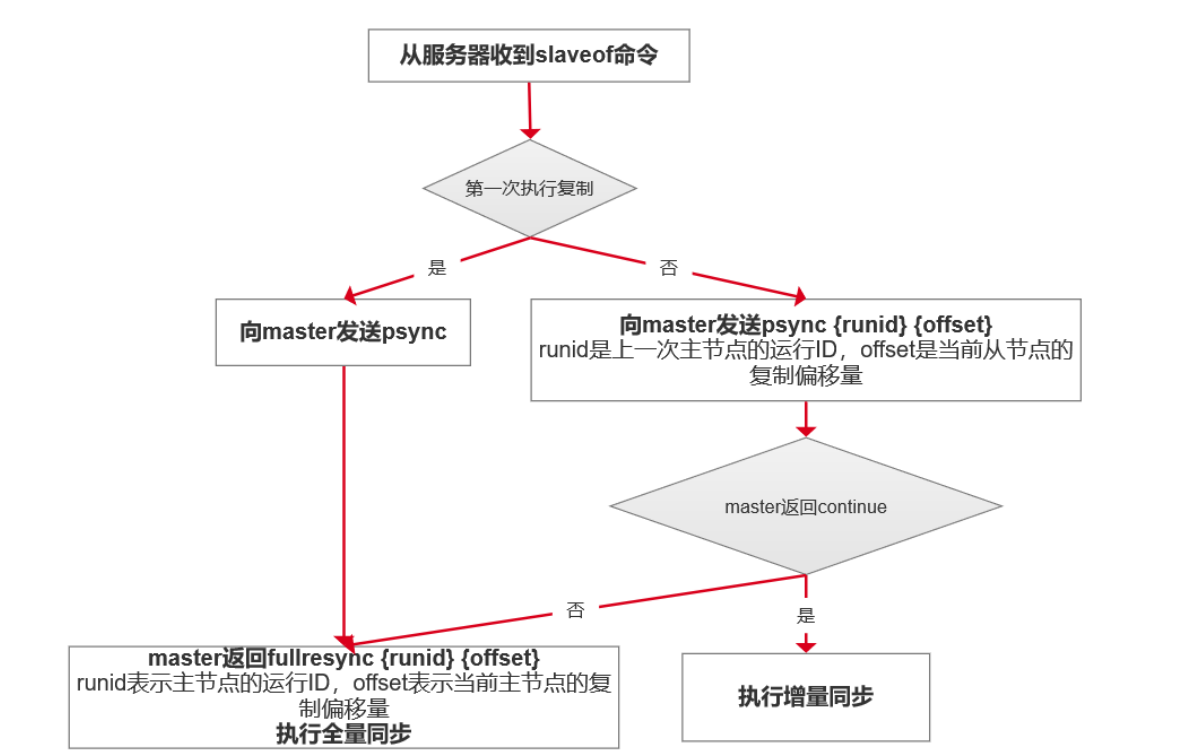 从服务器收到slaveof命令
第一次执行复制
是
否
向master发送psync
向master发送psync {runid} {offset}
runid是上一次主节点的运行ID，offset是当前从节点的
复制偏移量
master返回continue
否
是
master返回fullresync {runid} {offset}
runid表示主节点的运行ID，offset表示当前主节点的复
制偏移量
执行全量同步
执行增量同步